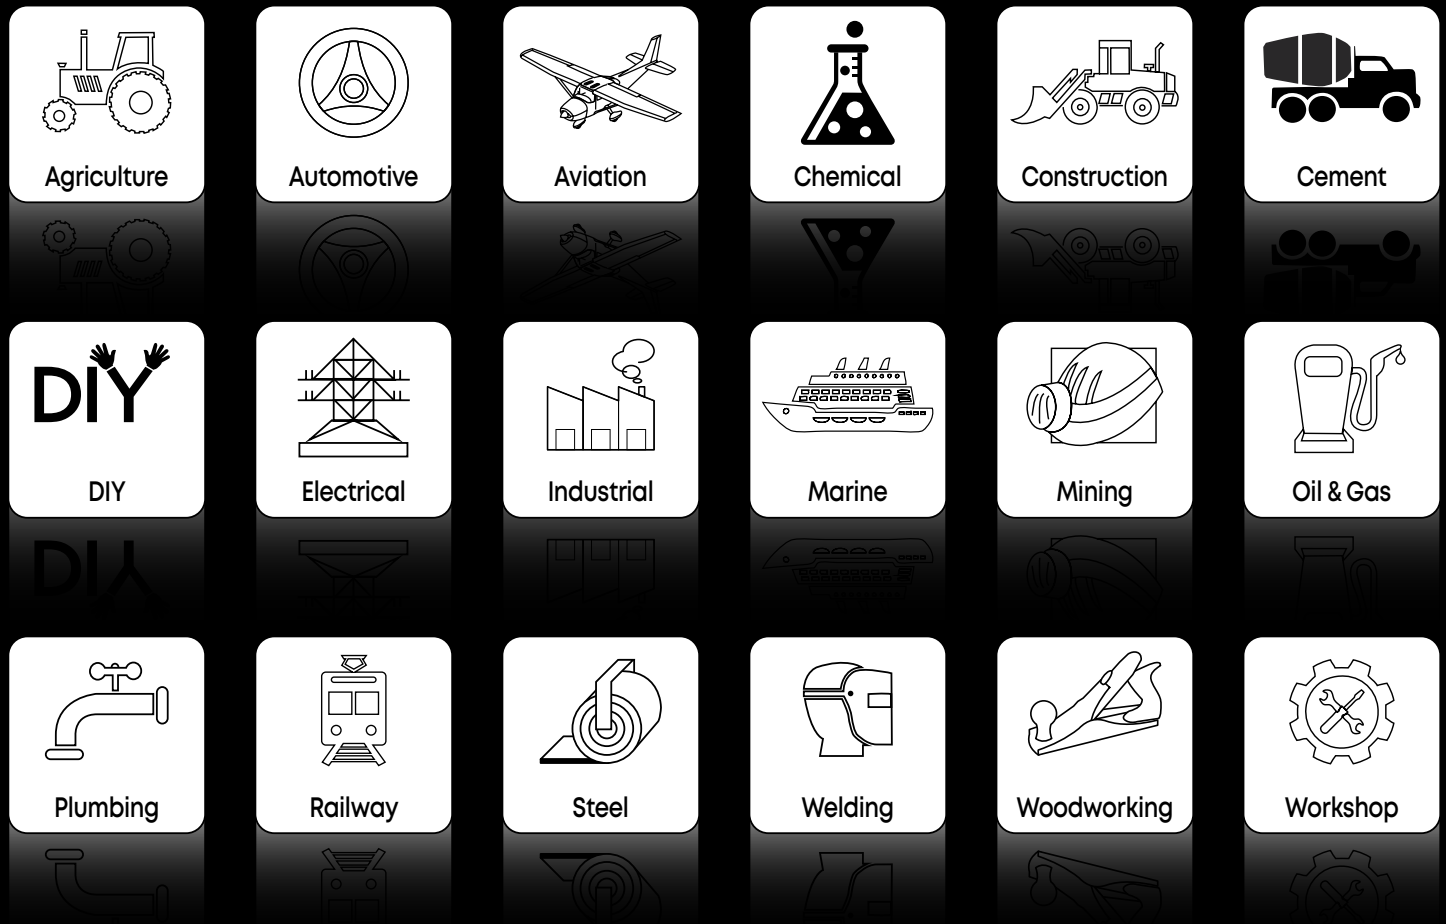 Agriculture
Automotive
Aviation
Chemical
Construction
Cement
DIY
DIY
Electrical
Industrial
Marine
Mining
Oil & Gas
Plumbing
Railway
Steel
Welding
Woodworking
Workshop